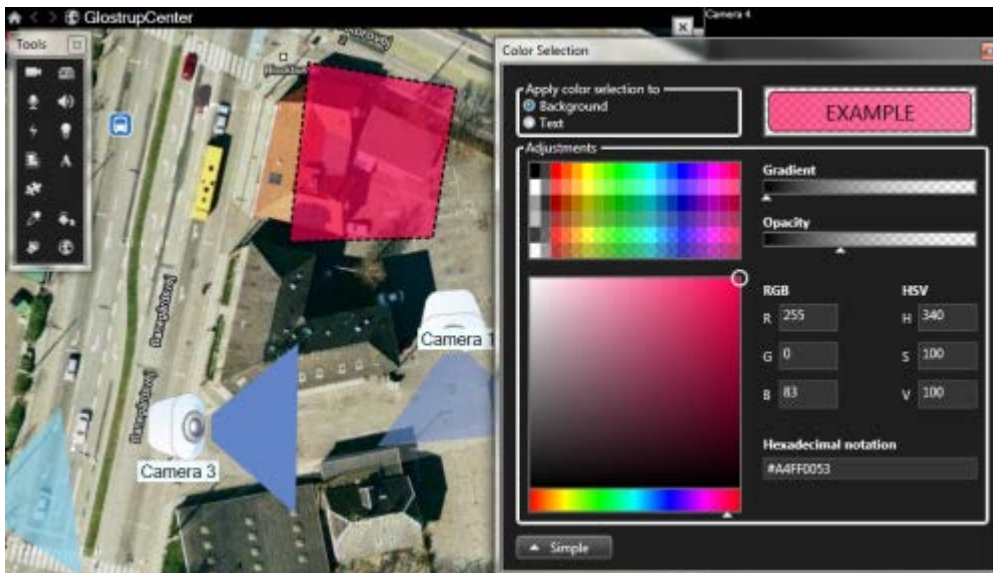 GlostrupCenter
Camera 4
Tools
Color Selection
Apply color selection to
Background
Text
EXAMPLE
Adjustments
Gradient
Opacity
RGB
HSV
R 255
H 340
G 0
S 100
B 83
V 100
Hexadecimal notation
#A4FF0053
Simple
Camera 1
Camera 3
A